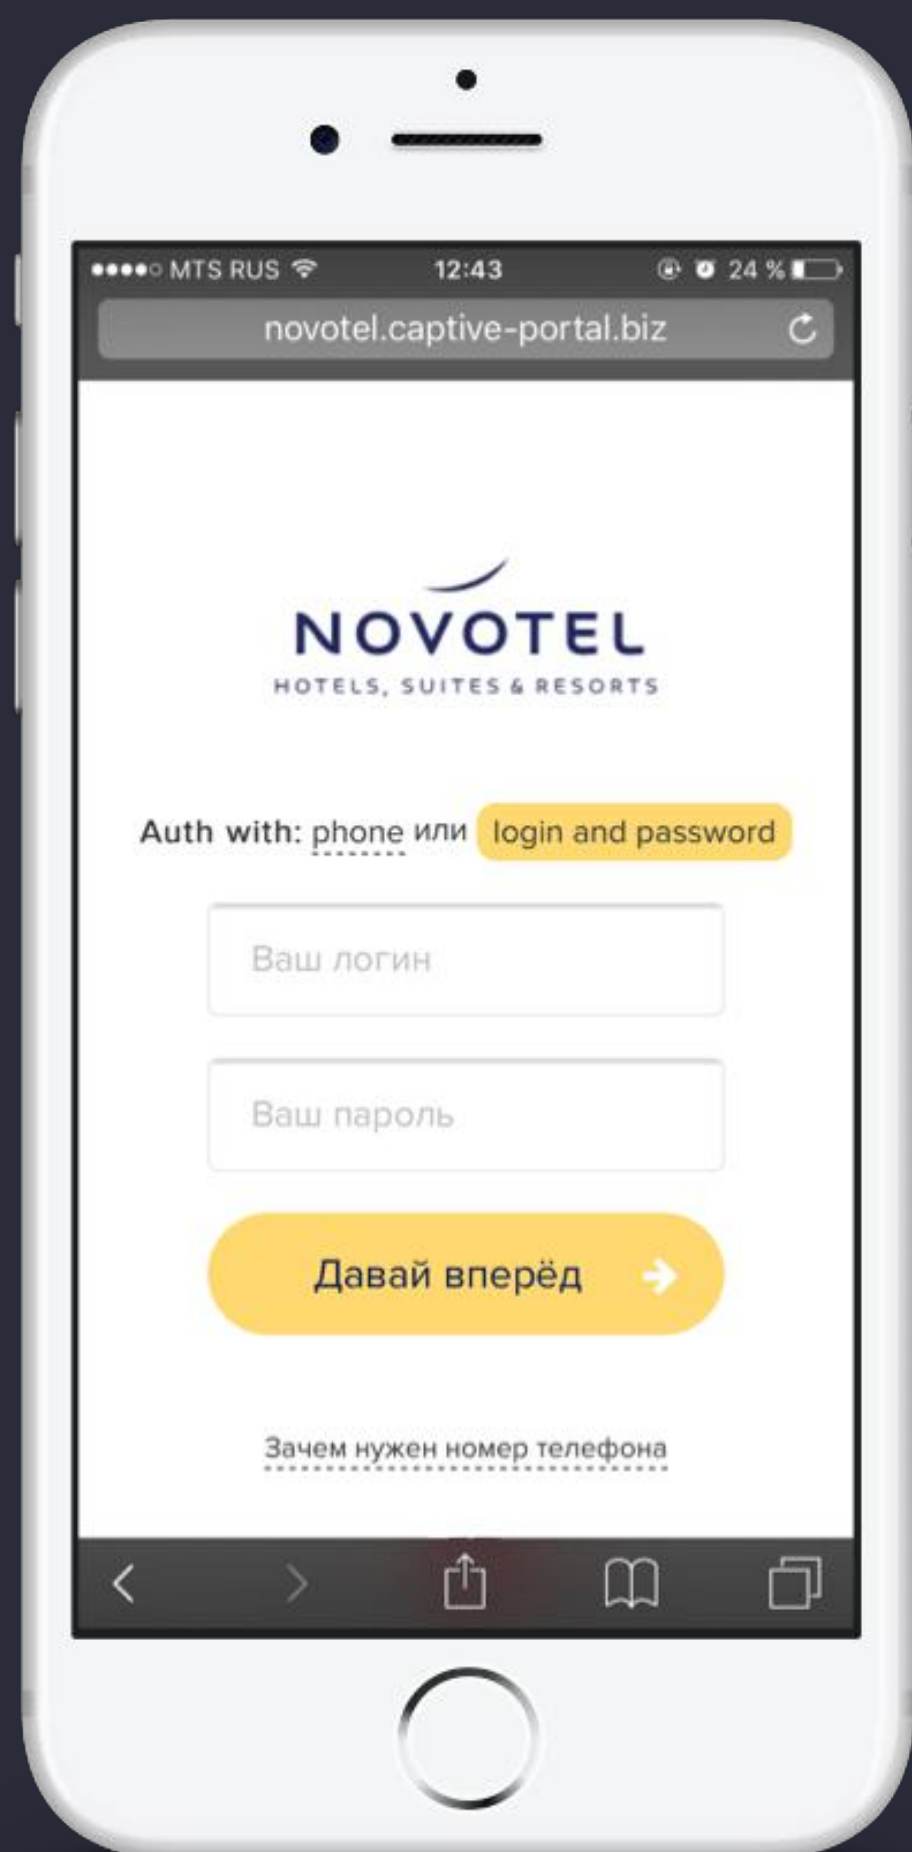 MTS RUS 12:43 24 %
novotel.captive-portal.biz
NOVOTEL
HOTELS, SUITES & RESORTS
Auth with: phone или login and password
Ваш логин
Ваш пароль
Давай вперёд
Зачем нужен номер телефона